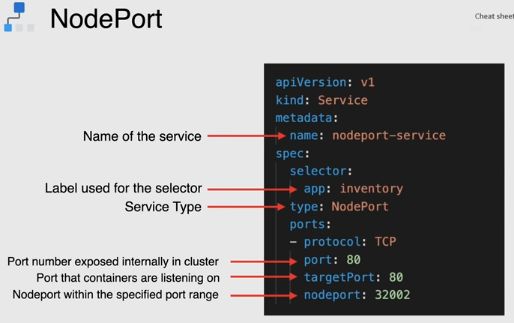 NodePort
Cheat sheet
apiVersion: v1
kind: Service
metadata:
Name of the service
name: nodeport-service
spec:
selector:
Label used for the selector
app: inventory
Service Type
type: NodePort
ports:
- protocol: TCP
Port number exposed internally in cluster
port: 80
Port that containers are listening on
targetPort: 80
Nodeport within the specified port range
nodeport: 32002